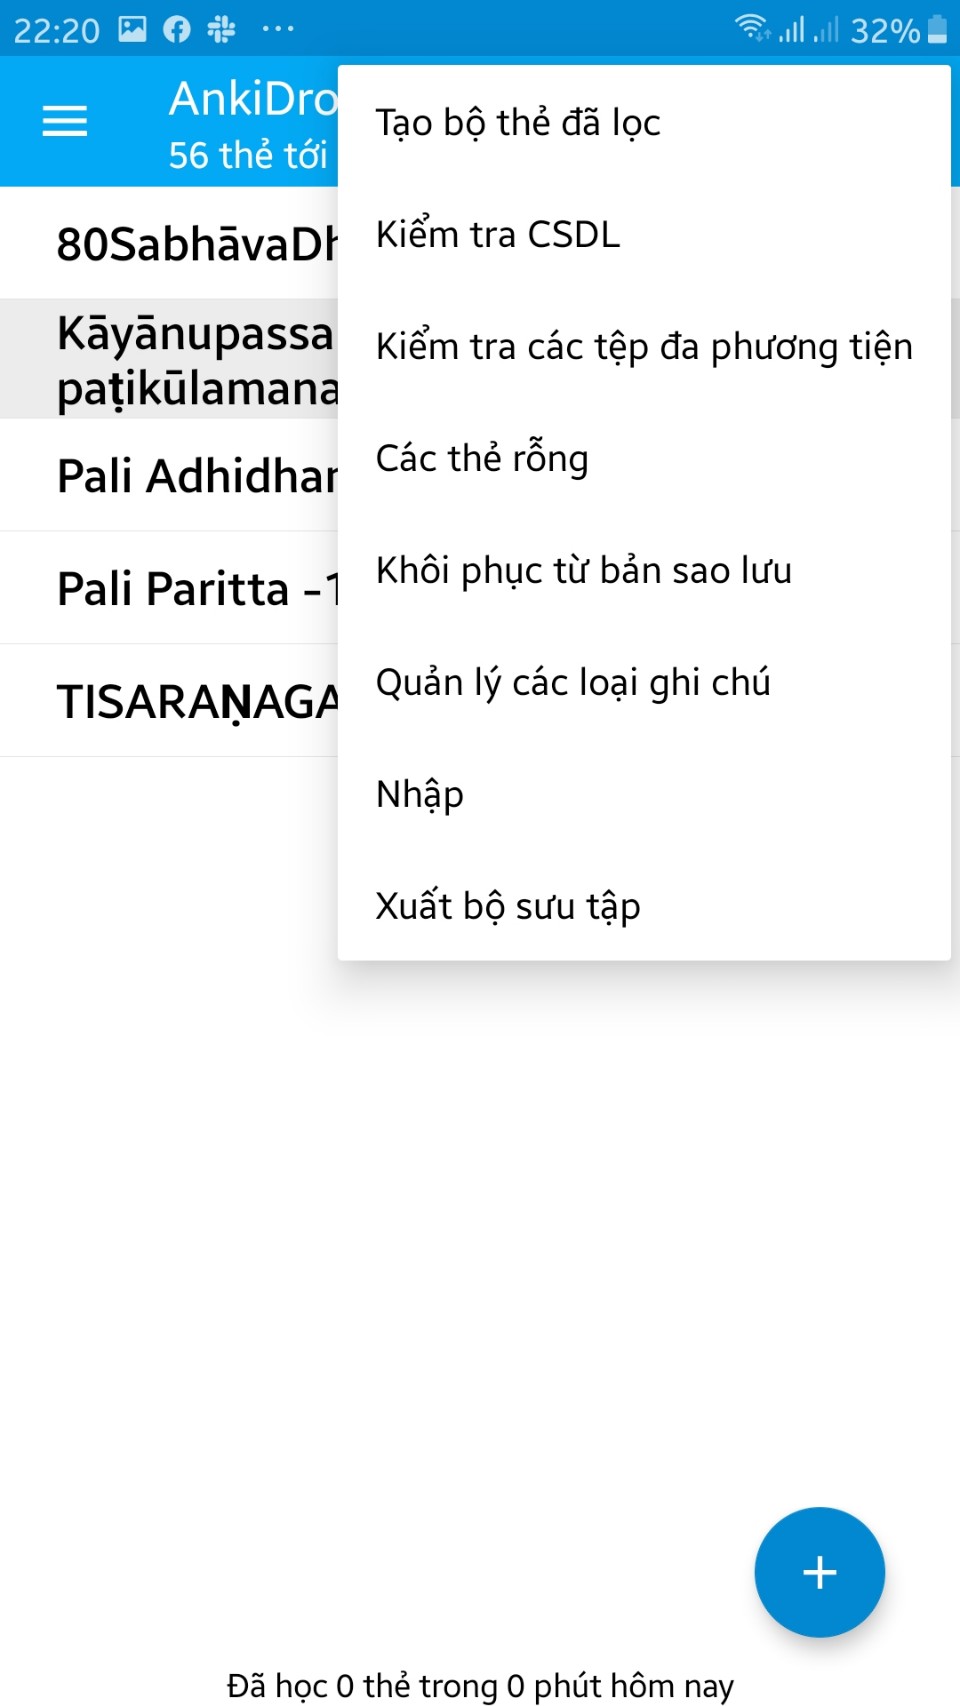 22:20
32%
AnkiDro
56 thẻ tới
Tạo bộ thẻ đã lọc
Kiểm tra CSDL
Kiểm tra các tệp đa phương tiện
Các thẻ rỗng
Khôi phục từ bản sao lưu
Quản lý các loại ghi chú
Nhập
Xuất bộ sưu tập
80SabhāvaDh
Kāyānupassa
paṭikūlamana
Pali Adhidhar
Pali Paritta -1
TISARAṆAGA
+
Đã học 0 thẻ trong 0 phút hôm nay